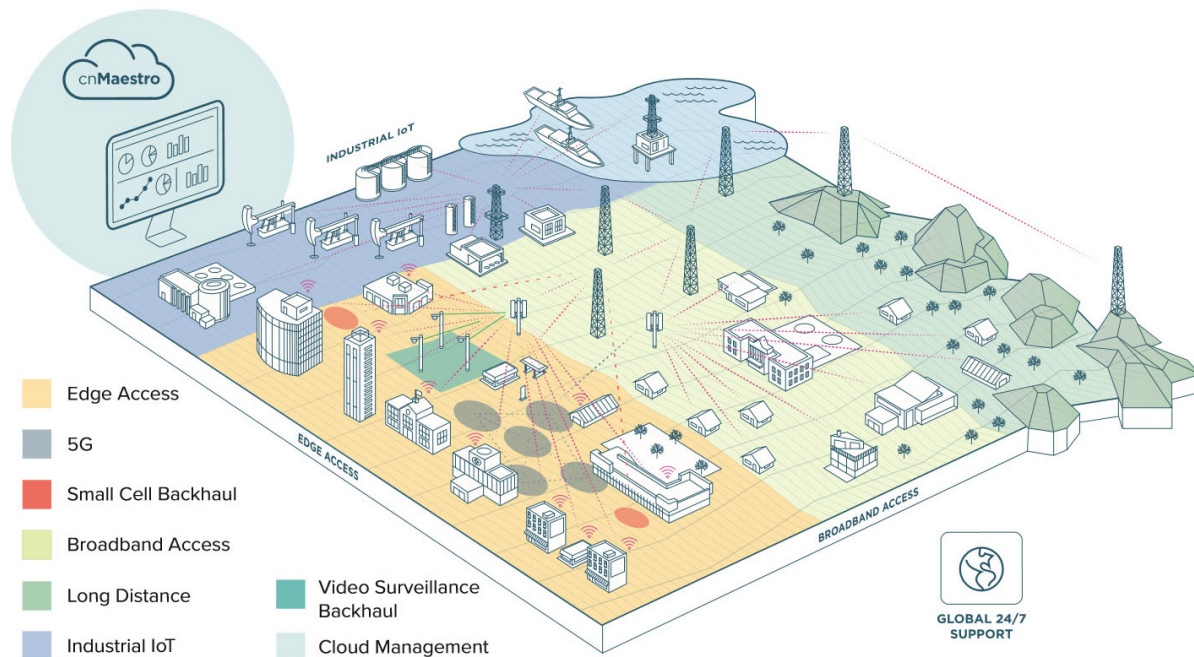 cnMaestro
INDUSTRIAL IoT
EDGE ACCESS
BROADBAND ACCESS
Edge Access
5G
Small Cell Backhaul
Broadband Access
Long Distance
Industrial IoT
Video Surveillance
Backhaul
Cloud Management
GLOBAL 24/7
SUPPORT